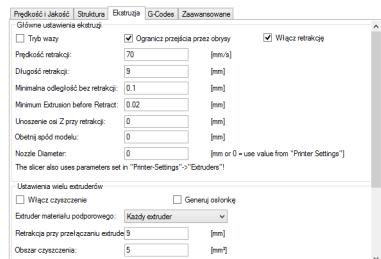 Prędkość i Jakość Struktura Ekstruzja G-Codes Zaawansowane
Główne ustawienia ekstruzji
Tryb wazy Ogranicz przejścia przez obrysy Włącz retrakcję
Prędkość retrakcji: 70 [mm/s]
Długość retrakcji: 9 [mm]
Minimalna odległość bez retrakcji: 0.1 [mm]
Minimum Extrusion before Retract: 0.02 [mm]
Unoszenie osi Z przy retrakcji: 0 [mm]
Obetnij spód modelu: 0 [mm]
Nozzle Diameter: 0 [mm or 0 = use value from "Printer Settings"]
The slicer also uses parameters set in "Printer-Settings"->"Extruders"!
Ustawienia wielu extruderów
Włącz czyszczenie Generuj osłonkę
Extruder materiału podporowego: Każdy extruder
Retrakcja przy przełączaniu extrude 9 [mm]
Obszar czyszczenia: 5 [mm²]